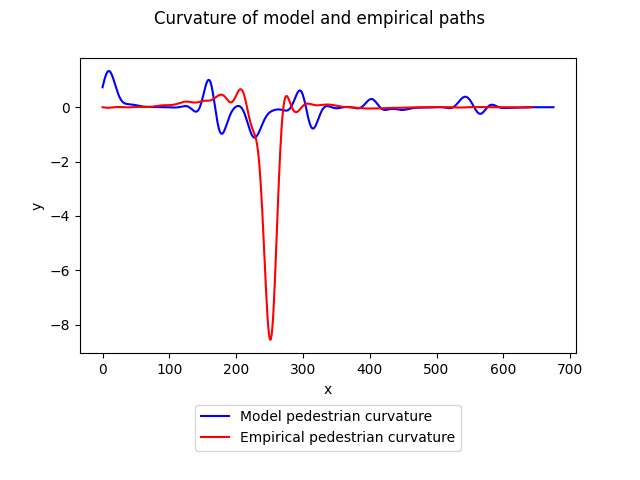 Curvature of model and empirical paths
y
0
−2
−4
−6
−8
0 100 200 300 400 500 600 700
x
Model pedestrian curvature
Empirical pedestrian curvature